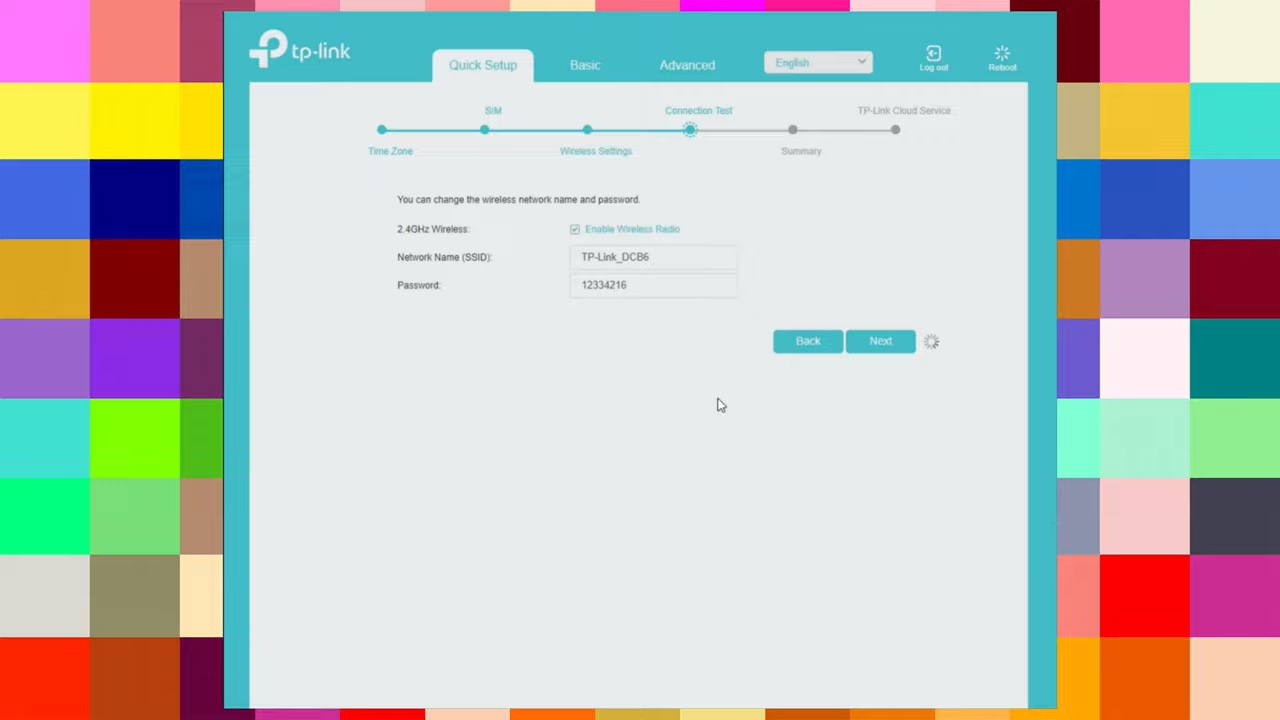 tp-link
Quick Setup
Basic
Advanced
English
Log out
Reboot
SIM
Connection Test
TP-Link Cloud Service
Time Zone
Wireless Settings
Summary
You can change the wireless network name and password.
2.4GHz Wireless:
Enable Wireless Radio
Network Name (SSID):
TP-Link_DCB6
Password:
12334216
Back
Next